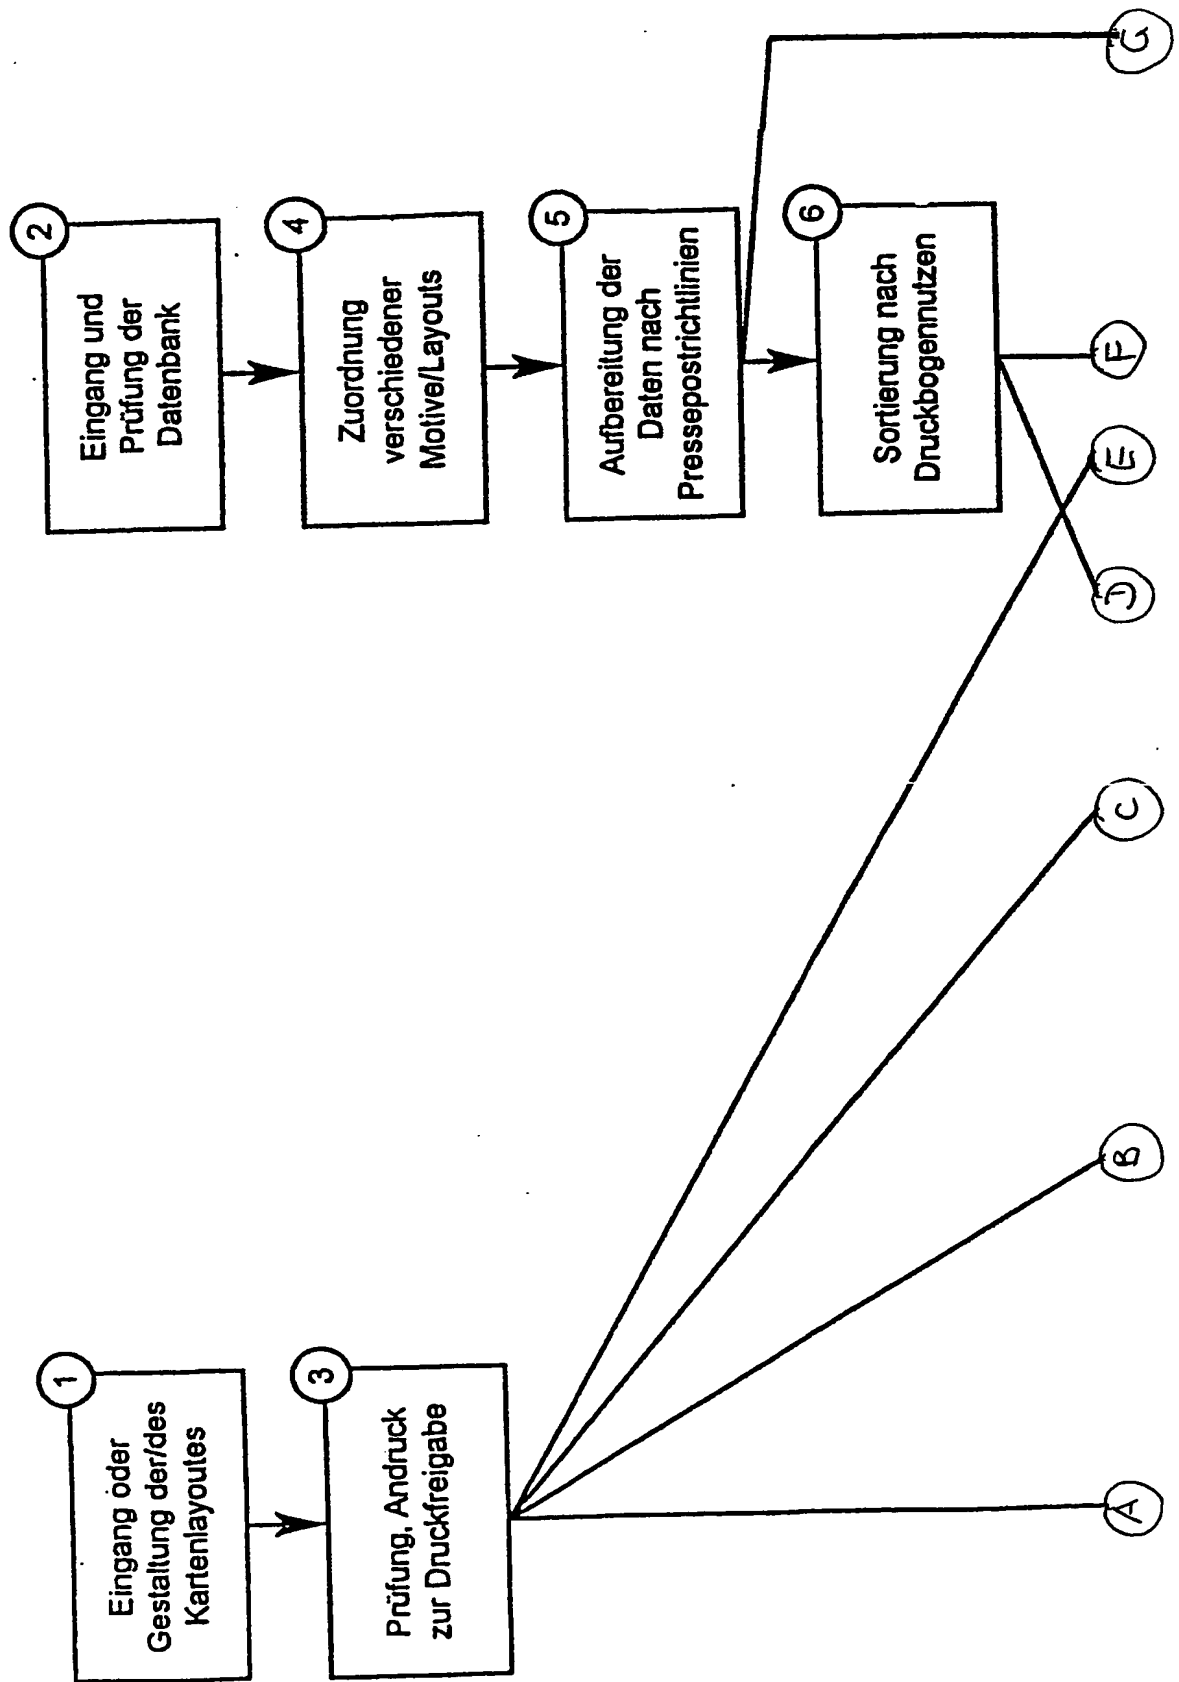 1
Eingang oder
Gestaltung der/des
Kartenlayoutes
3
Prüfung, Andruck
zur Druckfreigabe
2
Eingang und
Prüfung der
Datenbank
4
Zuordnung
verschiedener
Motive/Layouts
5
Aufbereitung der
Daten nach
Pressepostrichtlinien
6
Sortierung nach
Druckbogennutzen
A
B
C
D
E
F
G